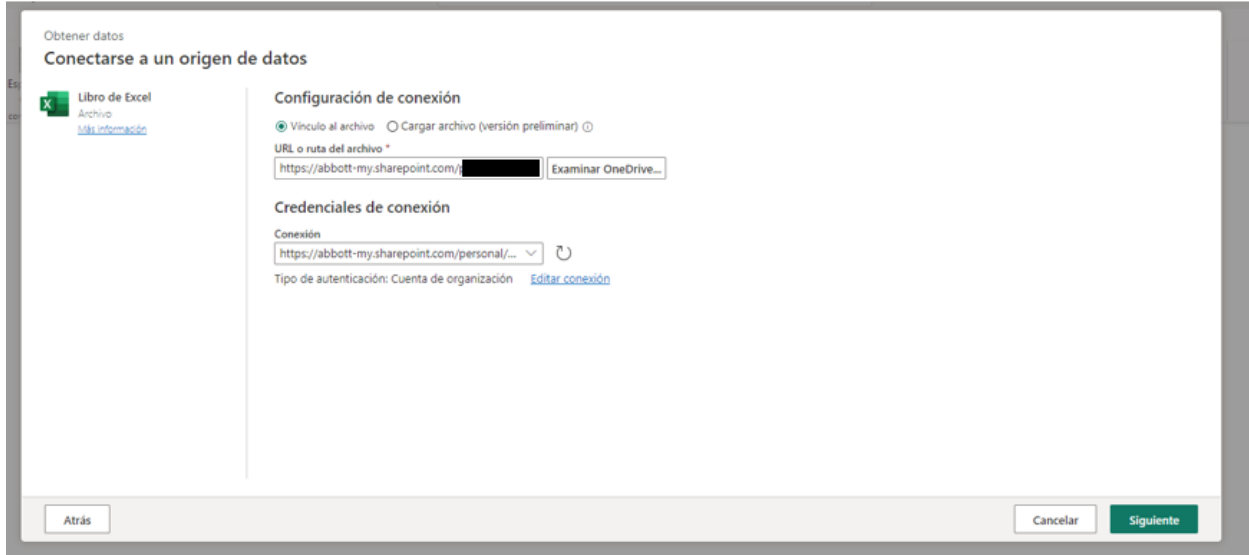 Obtener datos
Conectarse a un origen de datos
Libro de Excel
Archivo
Más información
Configuración de conexión
Vínculo al archivo Cargar archivo (versión preliminar)
URL o ruta del archivo *
https://abbott-my.sharepoint.com/ Examinar OneDrive...
Credenciales de conexión
Conexión
https://abbott-my.sharepoint.com/personal/...
Tipo de autenticación: Cuenta de organización Editar conexión
Atrás Cancelar Siguiente